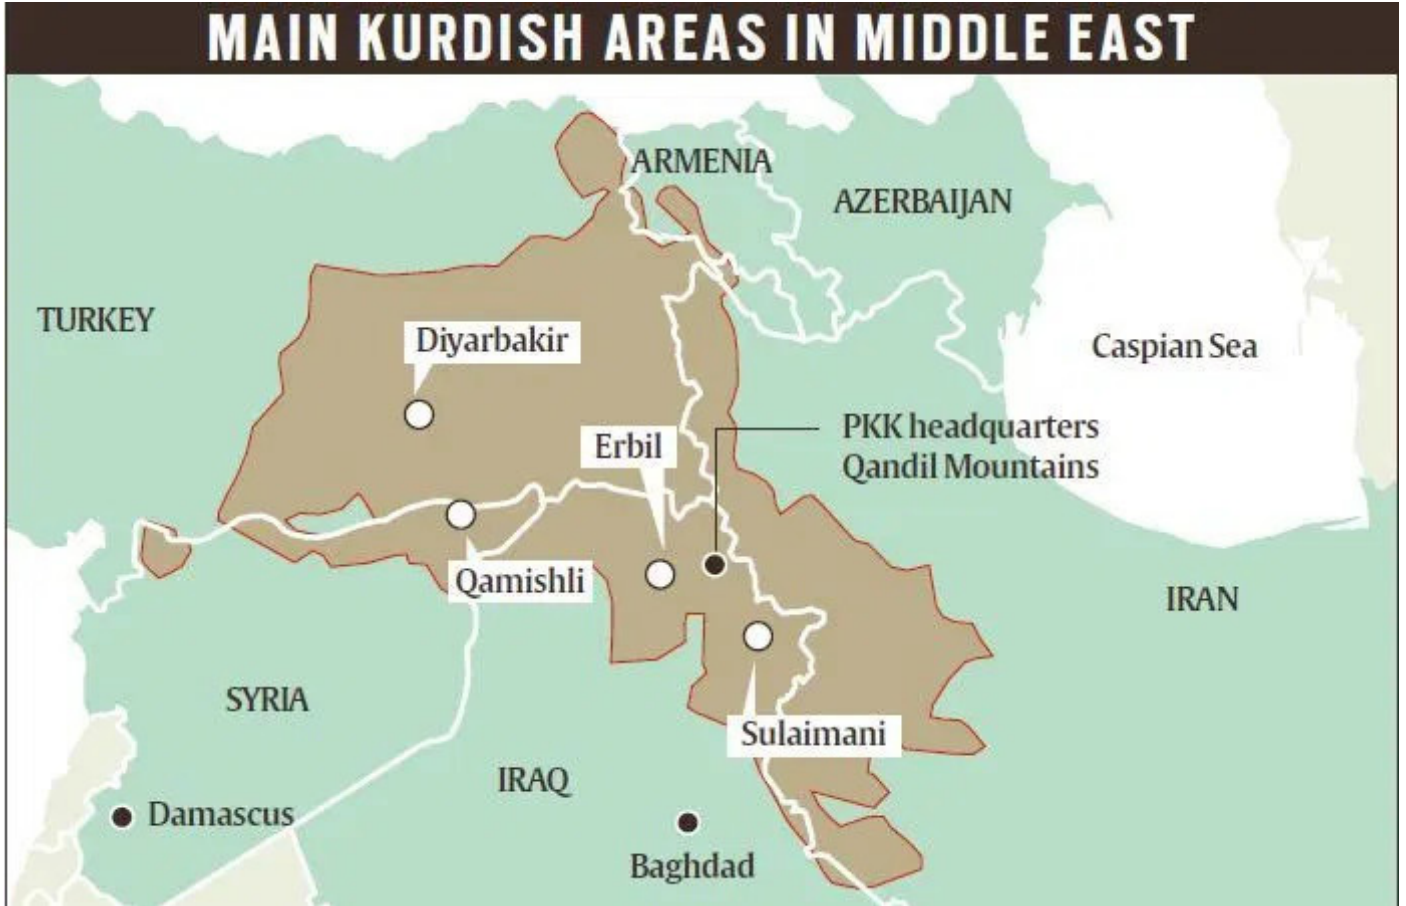 MAIN KURDISH AREAS IN MIDDLE EAST
ARMENIA
AZERBAIJAN
TURKEY
Diyarbakir
Caspian Sea
Erbil
PKK headquarters
Qandil Mountains
Qamishli
IRAN
SYRIA
Sulaimani
IRAQ
Damascus
Baghdad